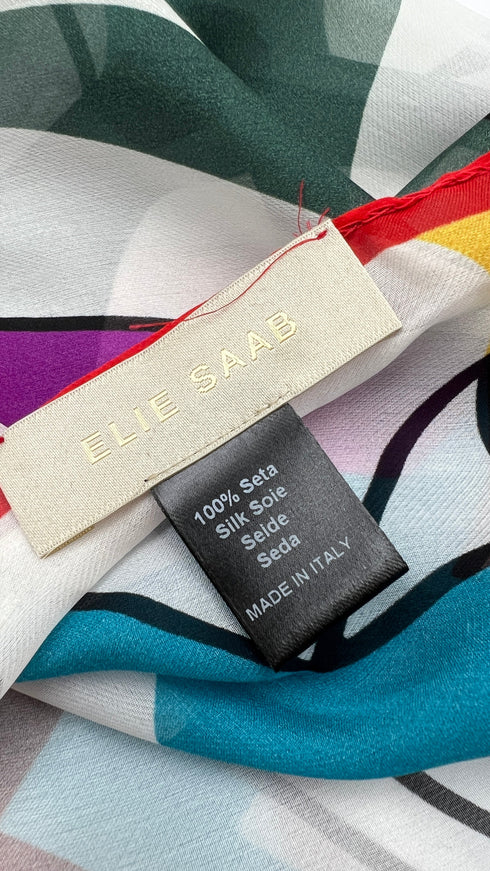 ELIE SAAB
100% Seta
Silk Soie
Seide
Seda
MADE IN ITALY